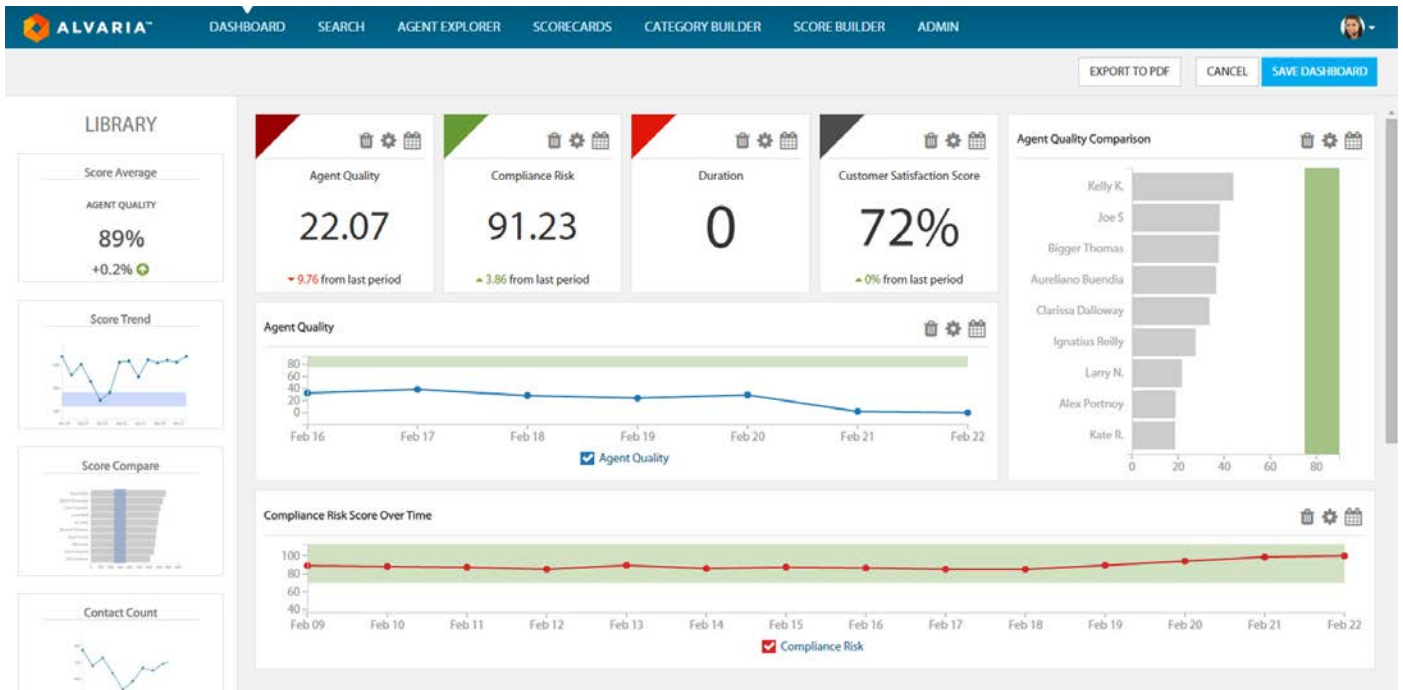 ALVARIA™ DASHBOARD SEARCH AGENT EXPLORER SCORECARDS CATEGORY BUILDER SCORE BUILDER ADMIN
EXPORT TO PDF CANCEL SAVE DASHBOARD
LIBRARY
Score Average
AGENT QUALITY
89%
+0.2%
Score Trend
Score Compare
Contact Count
Agent Quality
22.07
9.76 from last period
Compliance Risk
91.23
3.86 from last period
Duration
0
Customer Satisfaction Score
72%
0% from last period
Agent Quality Comparison
Kelly K.
Joe S
Bigger Thomas
Aureliano Buendia
Clarissa Dalloway
Ignatius Reilly
Larry N.
Alex Portnoy
Kate R.
0 20 40 60 80
Agent Quality
80
60
40
20
0
Feb 16 Feb 17 Feb 18 Feb 19 Feb 20 Feb 21 Feb 22
Agent Quality
Compliance Risk Score Over Time
100
80
60
40
Feb 09 Feb 10 Feb 11 Feb 12 Feb 13 Feb 14 Feb 15 Feb 16 Feb 17 Feb 18 Feb 19 Feb 20 Feb 21 Feb 22
Compliance Risk